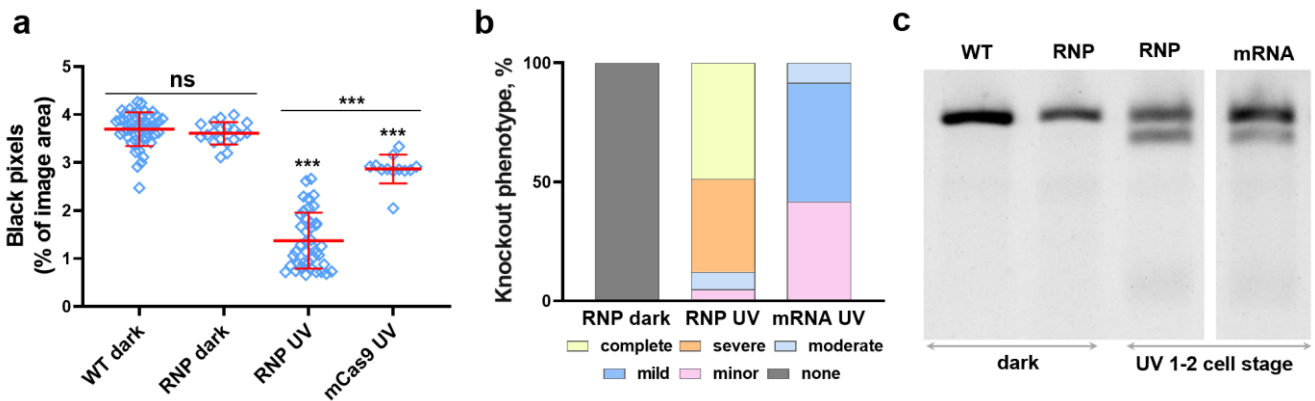 a
Black pixels
(% of image area)
5
4
3
2
1
0
ns
***
***
***
WT dark
RNP dark
RNP UV
mCas9 UV
b
Knockout phenotype, %
100
50
0
RNP dark RNP UV mRNA UV
complete severe moderate
mild minor none
c
WT RNP RNP mRNA
dark UV 1-2 cell stage